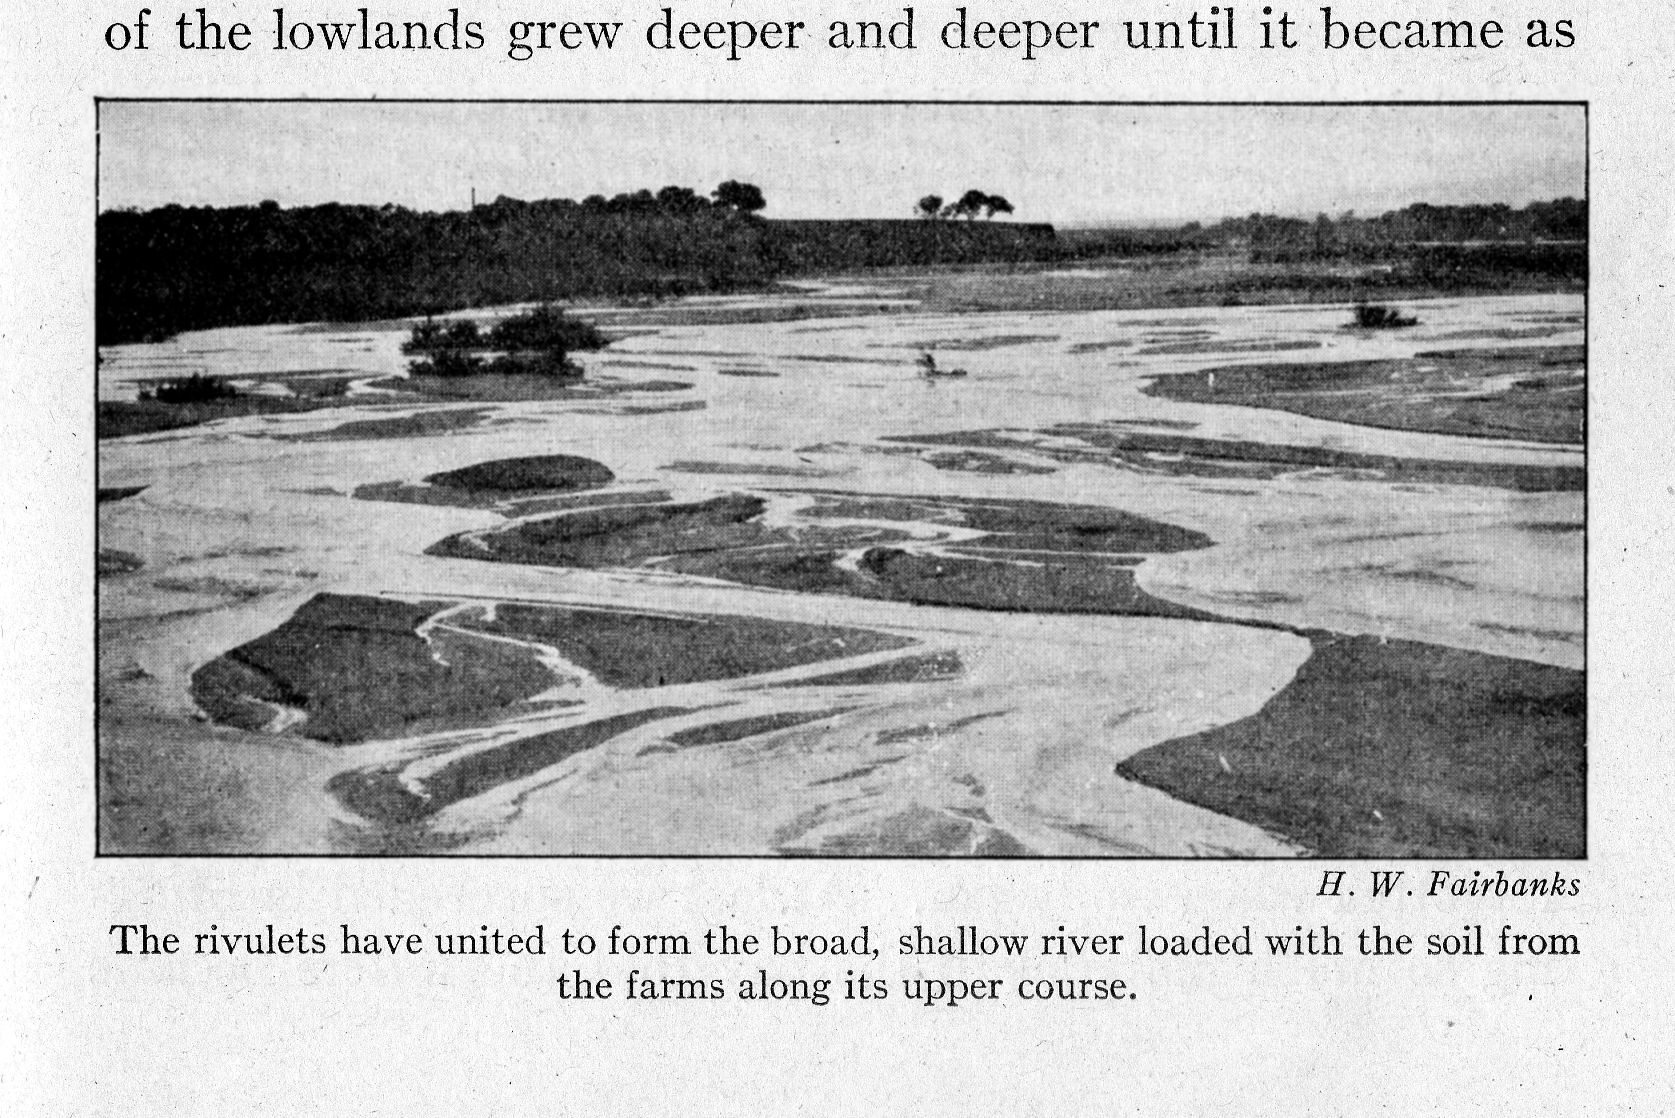 of the lowlands grew deeper and deeper until it became as
H. W. Fairbanks
The rivulets have united to form the broad, shallow river loaded with the soil from
the farms along its upper course.